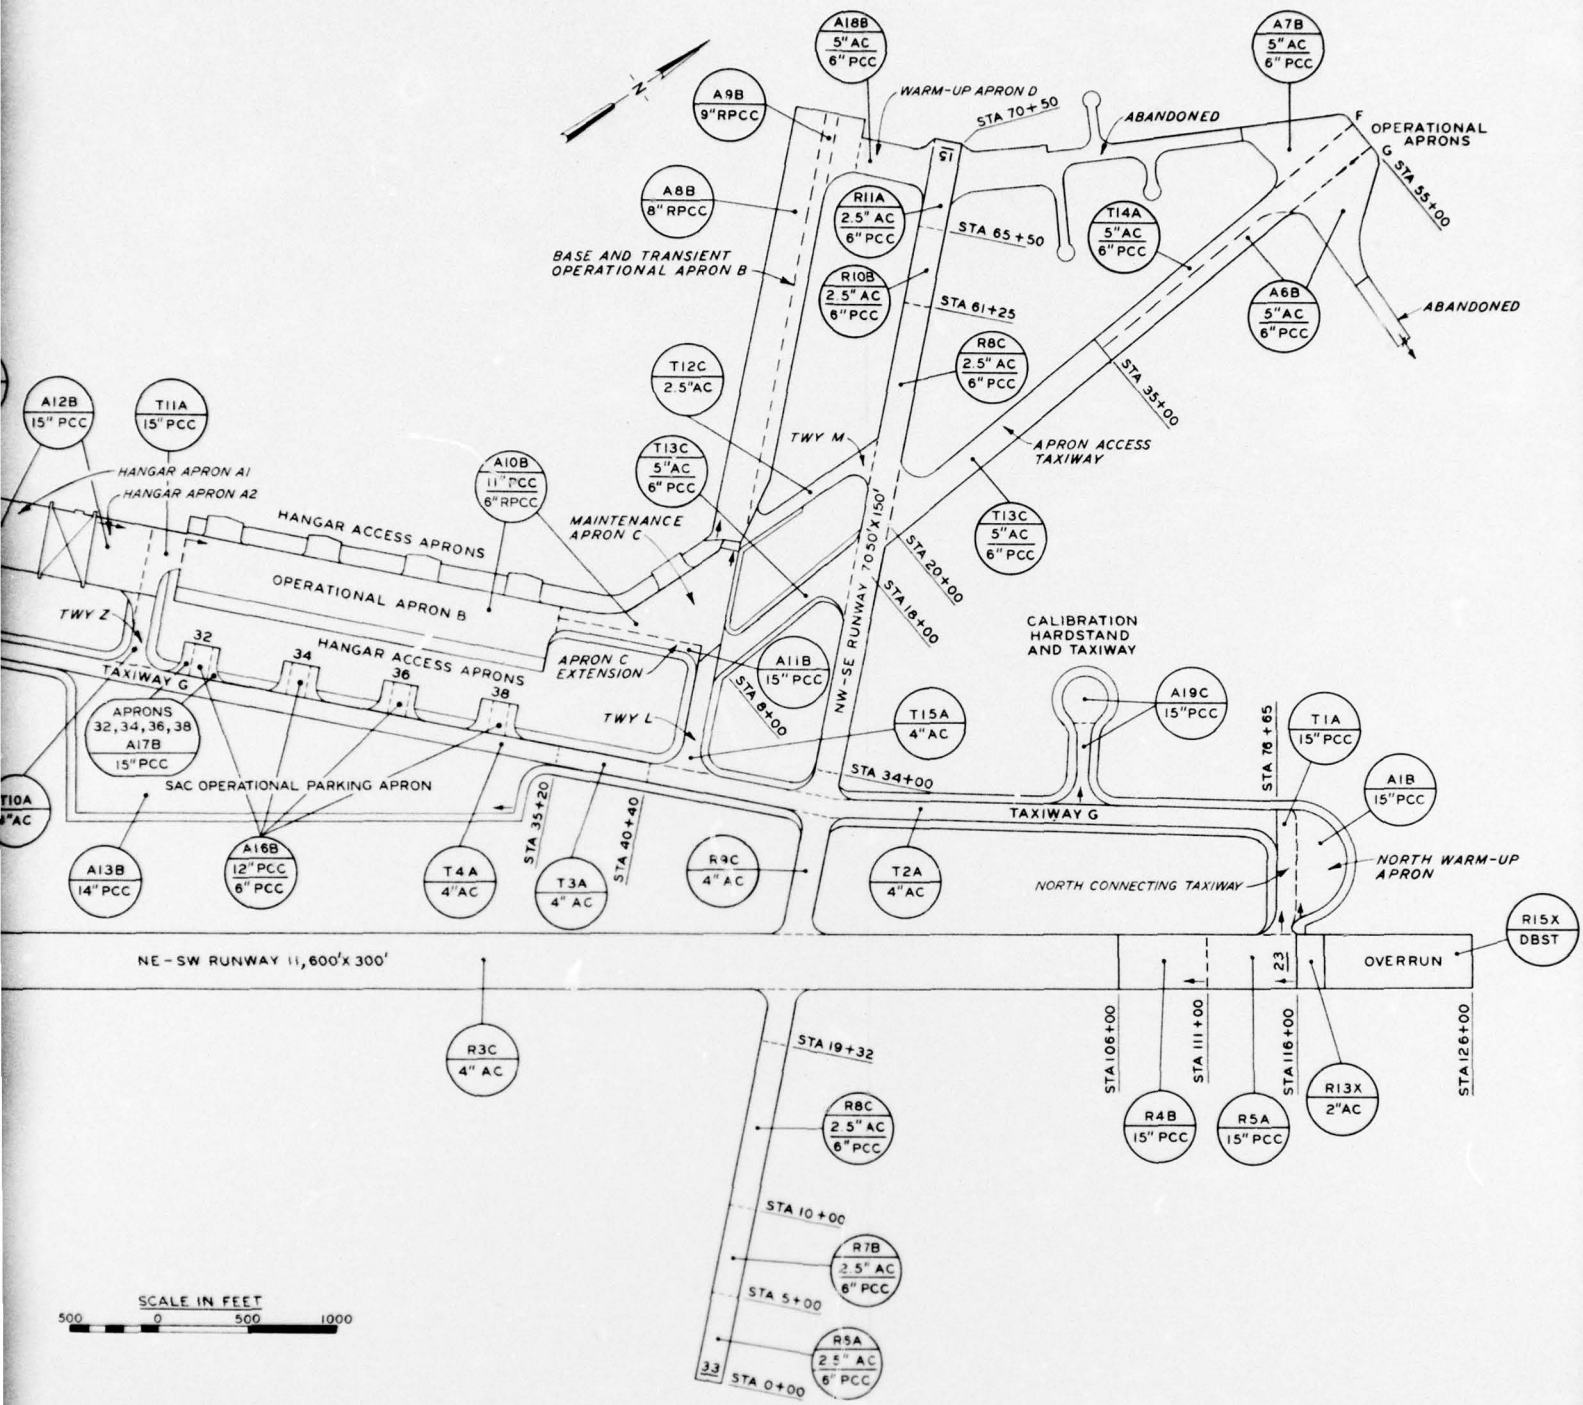 A18B
5" AC
6" PCC
A7B
5" AC
6" PCC
A9B
9" RPCC
N
WARM-UP APRON D
STA 70+50
ABANDONED
F
OPERATIONAL
APRONS
G
STA 55+00
15
A8B
8" RPCC
R11A
2.5" AC
6" PCC
T14A
5" AC
6" PCC
STA 65+50
BASE AND TRANSIENT
OPERATIONAL APRON B
R10B
2.5" AC
6" PCC
STA 61+25
A6B
5" AC
6" PCC
ABANDONED
T12C
2.5" AC
R8C
2.5" AC
6" PCC
STA 35+00
A12B
15" PCC
T11A
15" PCC
TWY M
APRON ACCESS
TAXIWAY
HANGAR APRON A1
HANGAR APRON A2
A10B
11" PCC
6" RPCC
T13C
5" AC
6" PCC
MAINTENANCE
APRON C
T13C
5" AC
6" PCC
HANGAR ACCESS APRONS
NW-SE RUNWAY 7050'X150'
STA 20+00
STA 18+00
OPERATIONAL APRON B
TWY Z
32
34
36
38
HANGAR ACCESS APRONS
APRON C
EXTENSION
A11B
15" PCC
CALIBRATION
HARDSTAND
AND TAXIWAY
TAXIWAY G
STA 8+00
A19C
15" PCC
TWY L
T15A
4" AC
STA 78+65
T1A
15" PCC
APRONS
32, 34, 36, 38
A17B
15" PCC
SAC OPERATIONAL PARKING APRON
STA 34+00
A1B
15" PCC
T10A
TAXIWAY G
STA 35+20
STA 40+40
A13B
14" PCC
A16B
12" PCC
6" PCC
T4A
4" AC
T3A
4" AC
R9C
4" AC
T2A
4" AC
NORTH CONNECTING TAXIWAY
NORTH WARM-UP
APRON
R15X
DBST
NE-SW RUNWAY 11,600'X 300'
23
OVERRUN
R3C
4" AC
STA 19+32
STA 106+00
STA 111+00
STA 116+00
STA 126+00
R13X
2" AC
R8C
2.5" AC
6" PCC
R4B
15" PCC
R5A
15" PCC
STA 10+00
R7B
2.5" AC
6" PCC
STA 5+00
SCALE IN FEET
500 0 500 1000
2.5" AC
6" PCC
33
STA 0+00